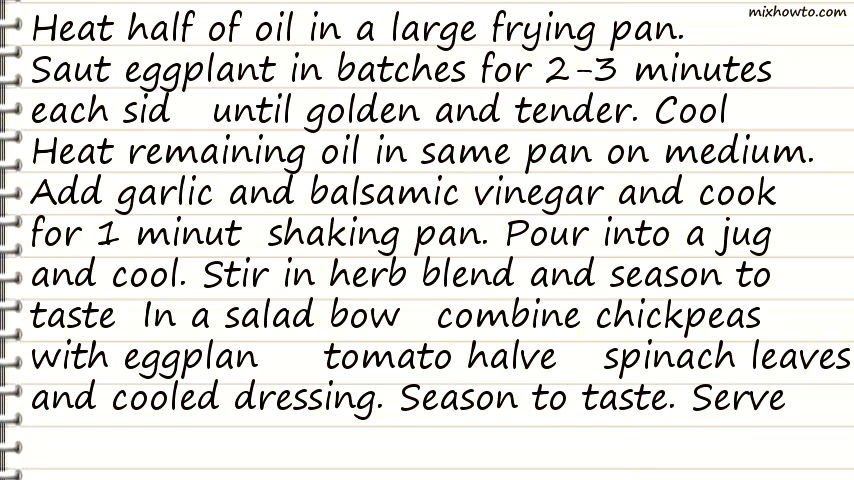 mixhowto.com
Heat half of oil in a large frying pan.
Saut eggplant in batches for 2-3 minutes
each sid until golden and tender. Cool
Heat remaining oil in same pan on medium.
Add garlic and balsamic vinegar and cook
for 1 minut shaking pan. Pour into a jug
and cool. Stir in herb blend and season to
taste In a salad bow combine chickpeas
with eggplan tomato halve spinach leaves
and cooled dressing. Season to taste. Serve